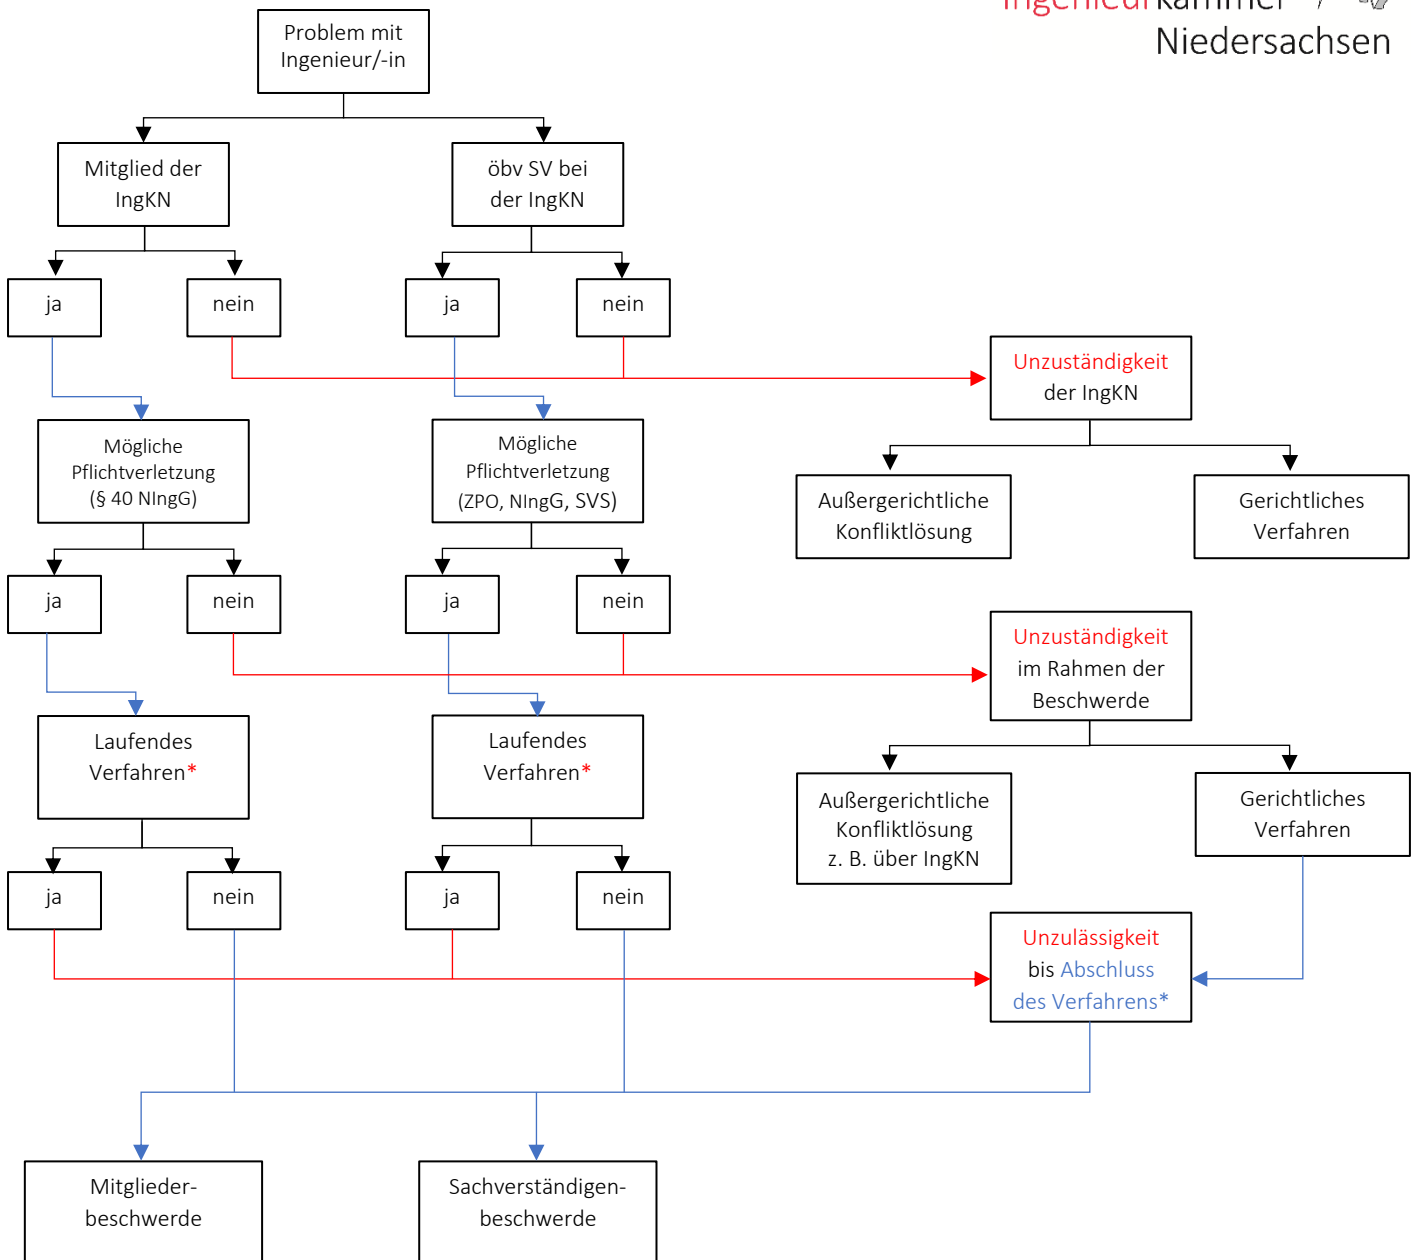 Ingenieurkammer
Niedersachsen
Problem mit
Ingenieur/-in
Mitglied der
IngKN
öbv SV bei
der IngKN
ja
nein
ja
nein
Unzuständigkeit
der IngKN
Mögliche
Pflichtverletzung
(§ 40 NIngG)
Mögliche
Pflichtverletzung
(ZPO, NIngG, SVS)
Außergerichtliche
Konfliktlösung
Gerichtliches
Verfahren
ja
nein
ja
nein
Unzuständigkeit
im Rahmen der
Beschwerde
Laufendes
Verfahren*
Laufendes
Verfahren*
Außergerichtliche
Konfliktlösung
z. B. über IngKN
Gerichtliches
Verfahren
ja
nein
ja
nein
Unzulässigkeit
bis Abschluss
des Verfahrens*
Mitglieder-
beschwerde
Sachverständigen-
beschwerde